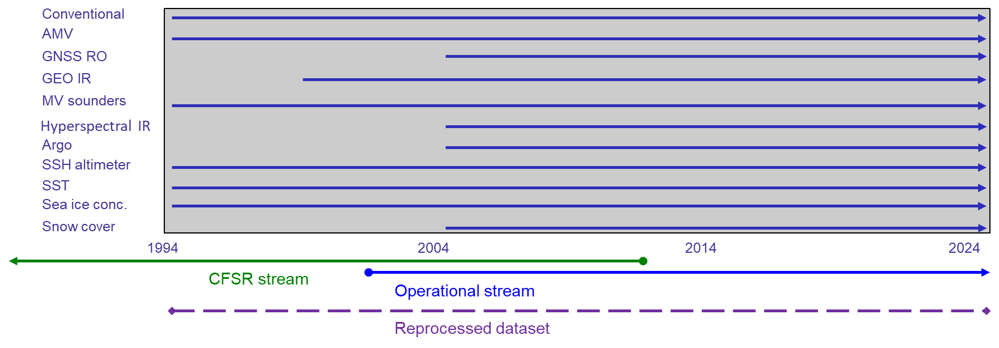 Conventional
AMV
GNSS RO
GEO IR
MV sounders
Hyperspectral IR
Argo
SSH altimeter
SST
Sea ice conc.
Snow cover
1994 2004 2014 2024
CFSR stream
Operational stream
Reprocessed dataset